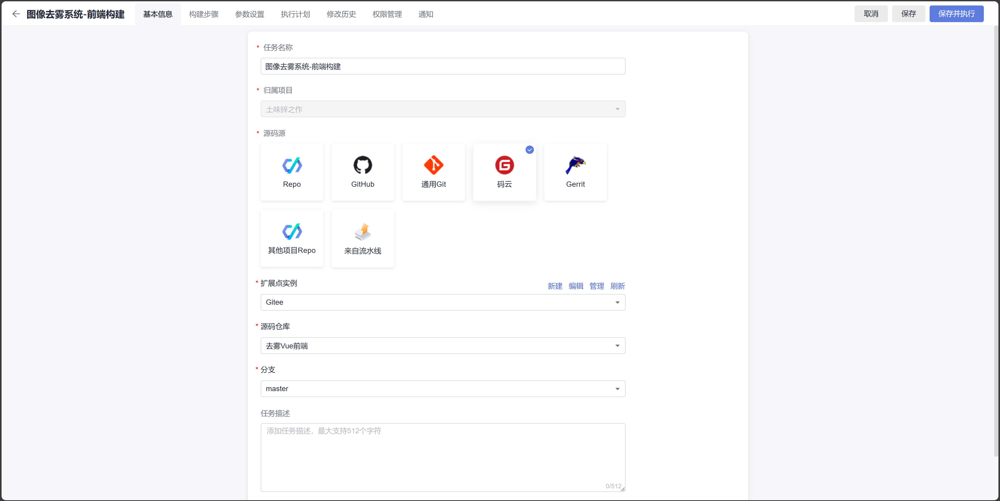 图像去雾系统-前端构建 基本信息 构建步骤 参数设置 执行计划 修改历史 权限管理 通知 取消 保存 保存并执行
* 任务名称
图像去雾系统-前端构建
* 归属项目
土味锌之作
* 源码源
Repo GitHub 通用Git 码云 Gerrit
其他项目Repo 来自流水线
* 扩展点实例 新建 编辑 管理 刷新
Gitee
* 源码仓库
去雾Vue前端
* 分支
master
任务描述
添加任务描述，最大支持512个字符
0/512